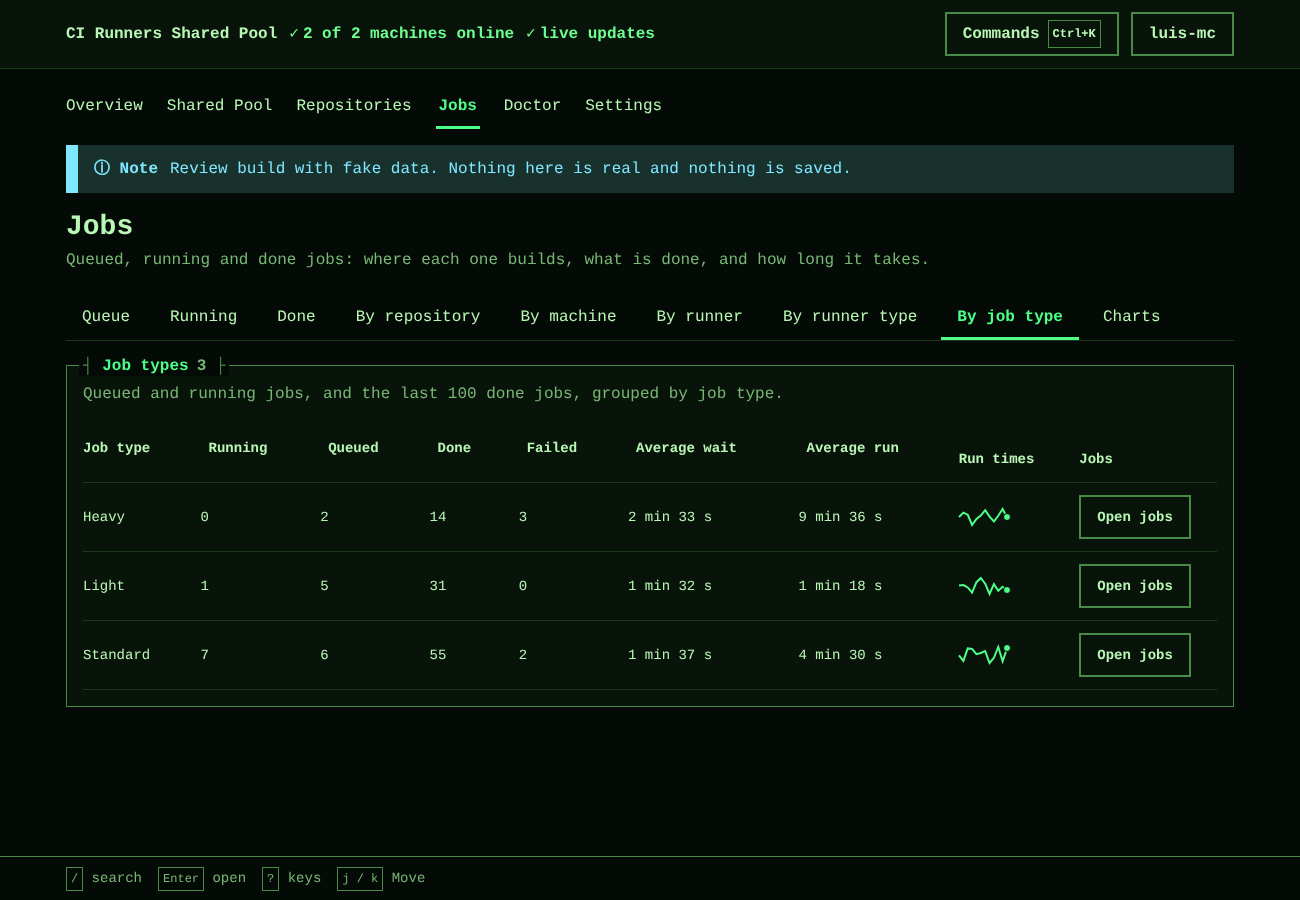 CI Runners Shared Pool ✓ 2 of 2 machines online ✓ live updates Commands Ctrl+K luis-mc
Overview Shared Pool Repositories Jobs Doctor Settings
ⓘ Note Review build with fake data. Nothing here is real and nothing is saved.
Jobs
Queued, running and done jobs: where each one builds, what is done, and how long it takes.
Queue Running Done By repository By machine By runner By runner type By job type Charts
Job types 3
Queued and running jobs, and the last 100 done jobs, grouped by job type.
Job type Running Queued Done Failed Average wait Average run Run times Jobs
Heavy 0 2 14 3 2 min 33 s 9 min 36 s Open jobs
Light 1 5 31 0 1 min 32 s 1 min 18 s Open jobs
Standard 7 6 55 2 1 min 37 s 4 min 30 s Open jobs
/ search Enter open ? keys j / k Move